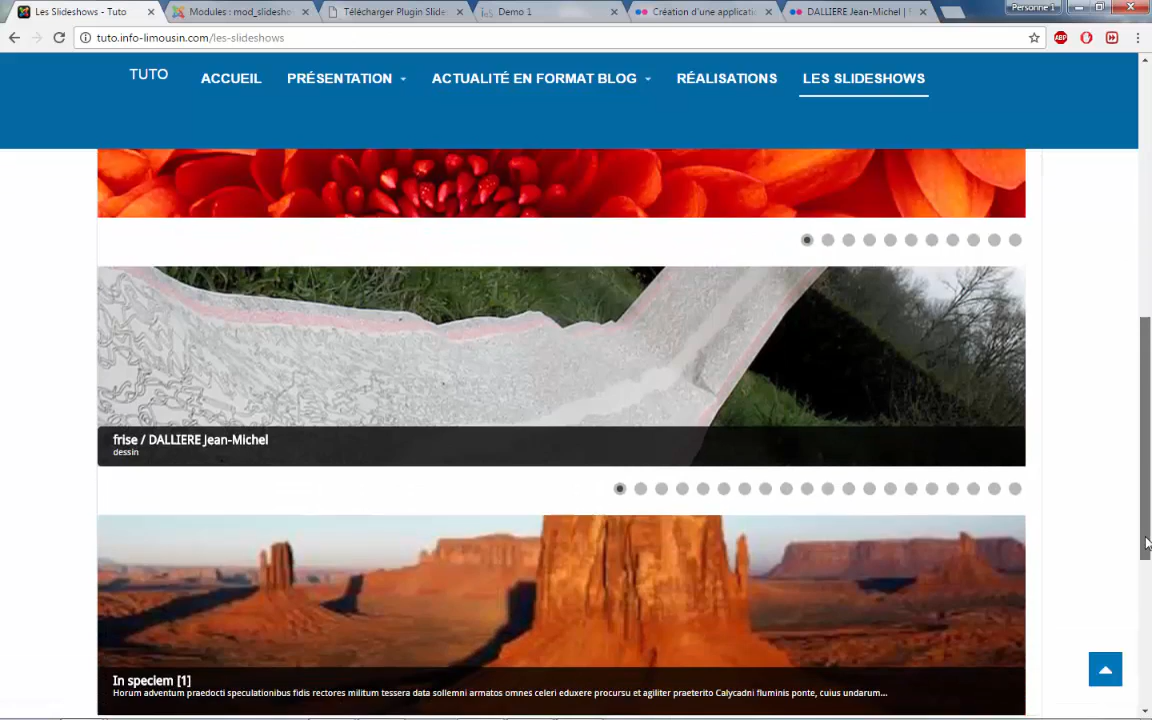 Les Slideshows - Tuto
Modules : mod_slidesho
Télécharger Plugin Slide
Demo 1
Création d'une applicatio
DALLIERE Jean-Michel |
Personne 1
tuto.info-limousin.com/les-slideshows
ABP
TUTO
ACCUEIL
PRÉSENTATION
ACTUALITÉ EN FORMAT BLOG
RÉALISATIONS
LES SLIDESHOWS
frise / DALLIERE Jean-Michel
dessin
In speciem [1]
Horum adventum praedocti speculationibus fidis rectores militum tessera data sollemni armatos omnes celeri eduxere procursu et agiliter praeterito Calycadni fluminis ponte, cuius undarum...